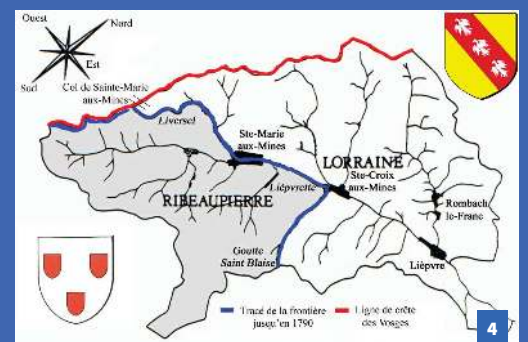 Ouest
Nord
Est
Sud
Col de Sainte-Marie
aux-Mines
Liversel
Ste-Marie
aux-Mines
LORRAINE
Ste-Croix
aux-Mines
Lièpvrette
RIBEAUPIERRE
Rombach
le-Franc
Goutte
Saint Blaise
Lièpvre
Tracé de la frontière
jusqu'en 1790
Ligne de crête
des Vosges
4